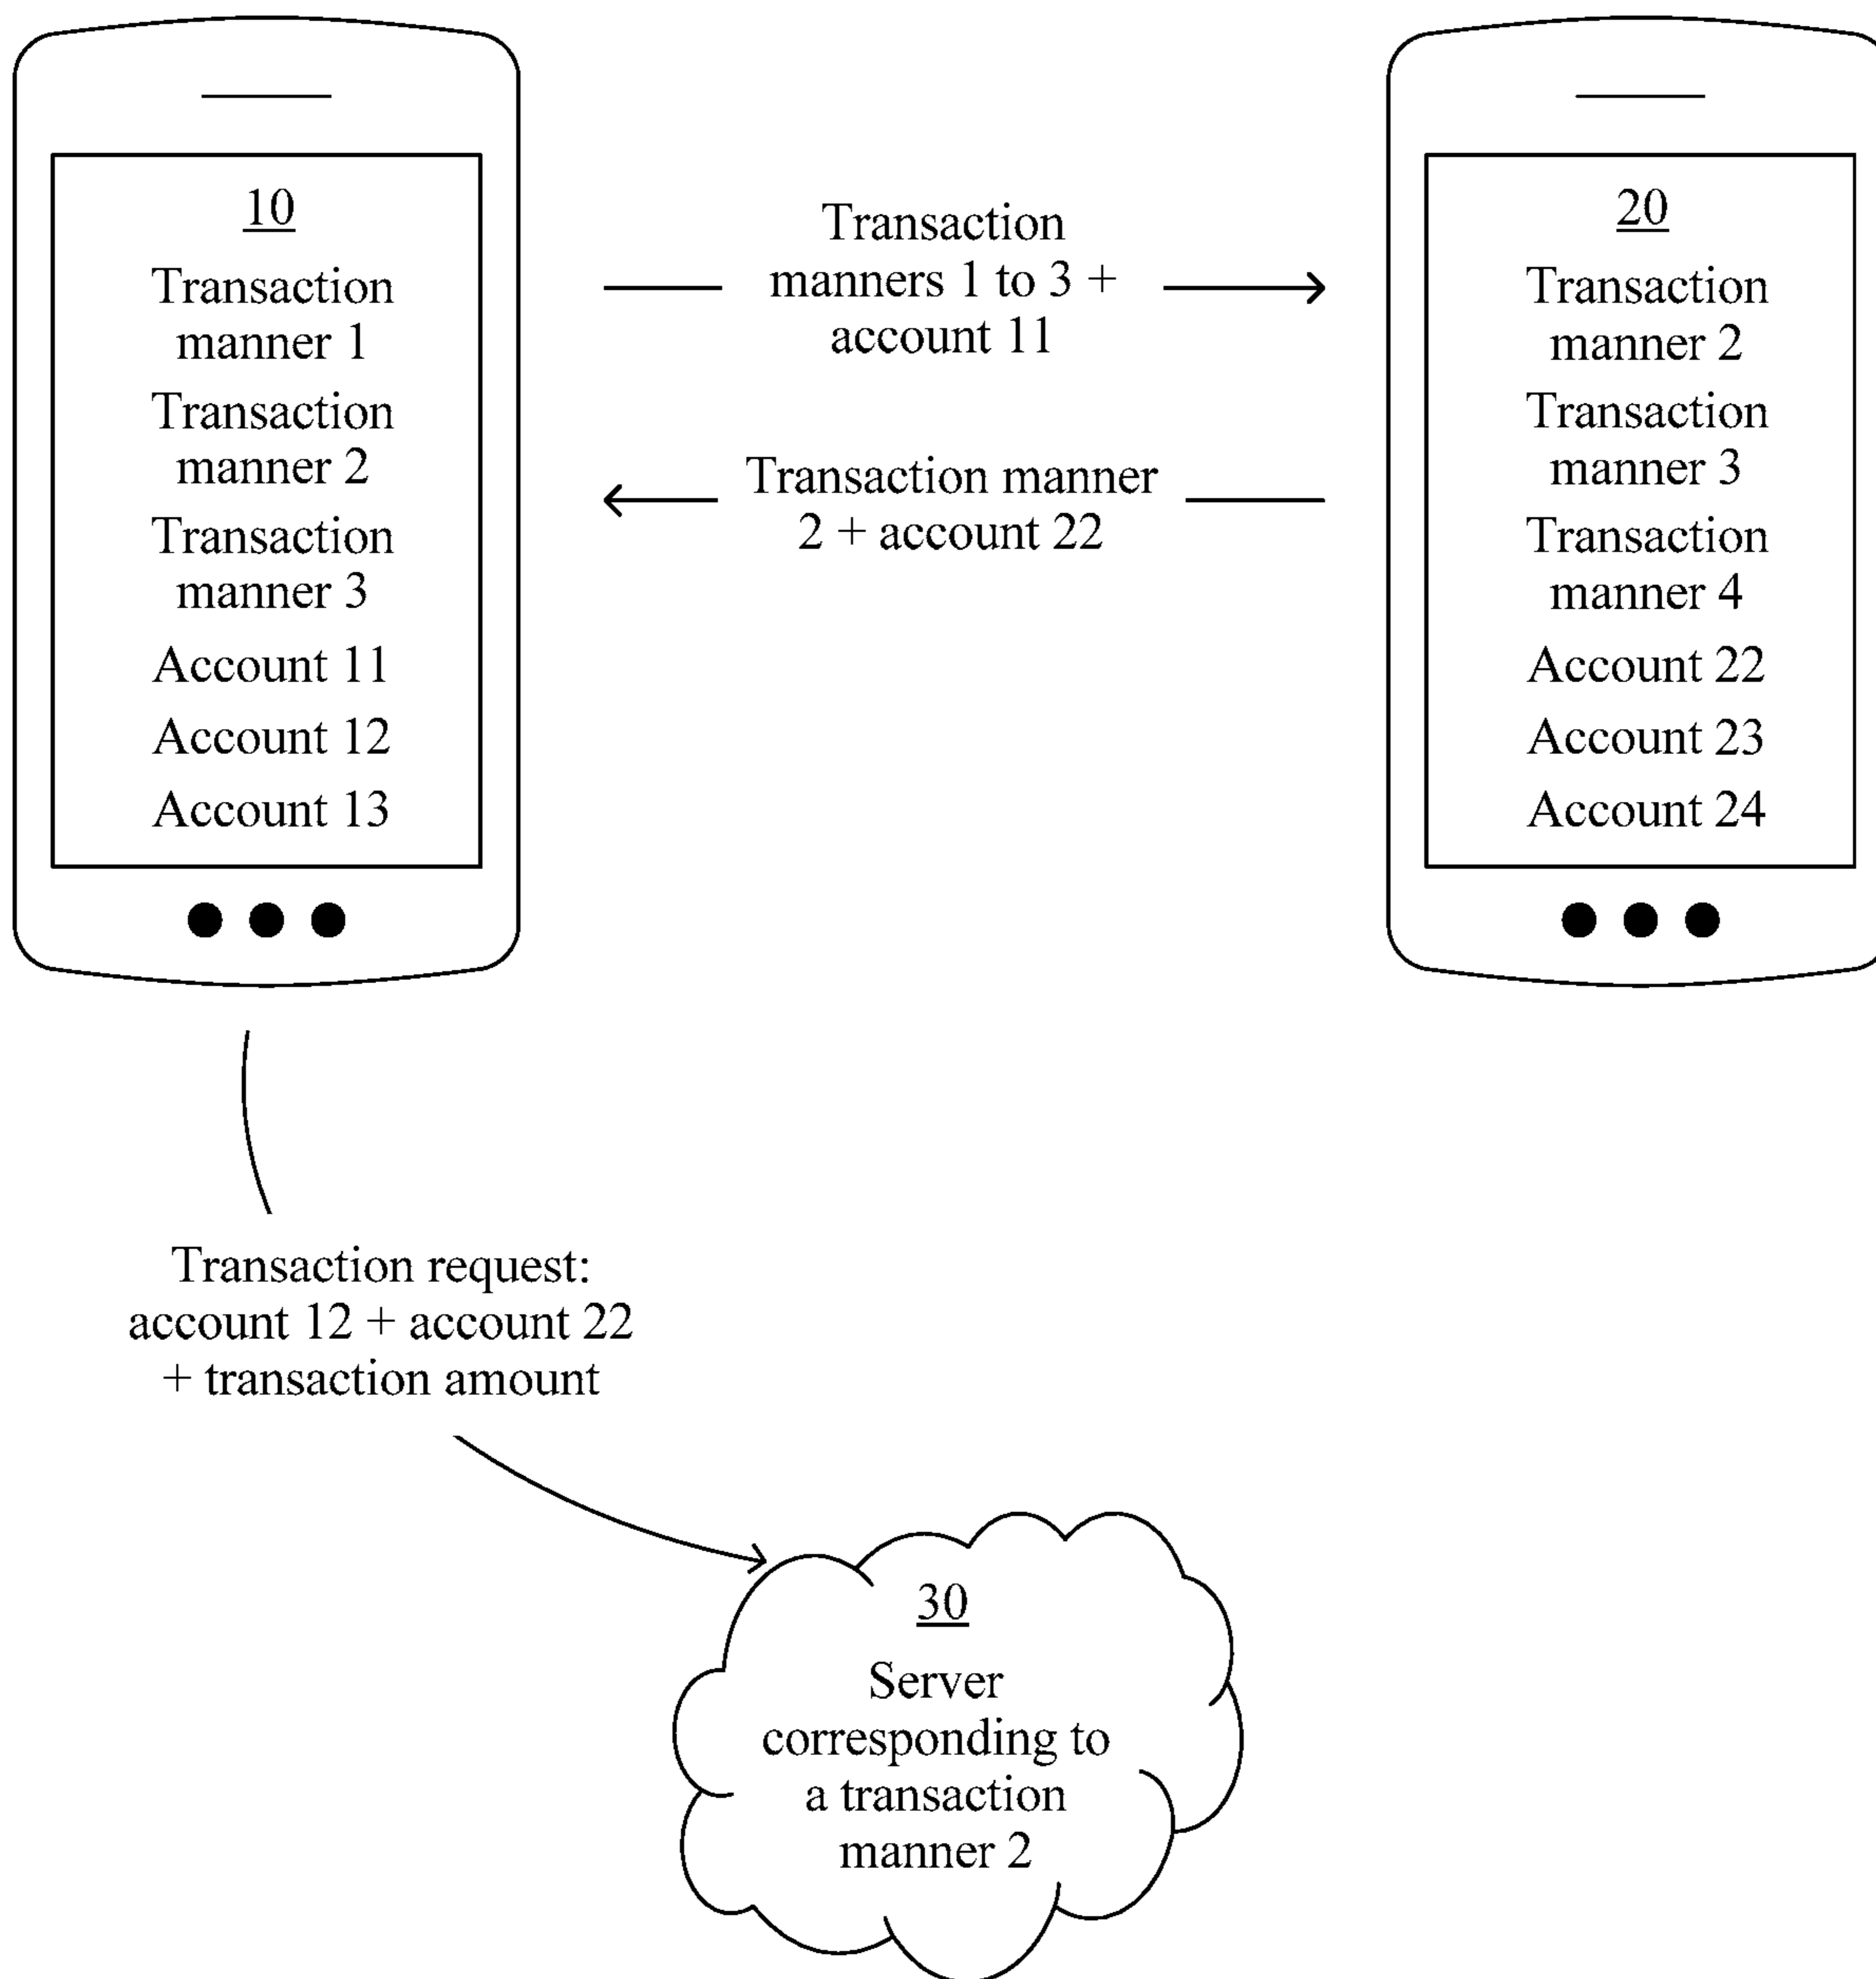 10
Transaction
manner 1
Transaction
manner 2
Transaction
manner 3
Account 11
Account 12
Account 13
Transaction
manners 1 to 3 +
account 11
Transaction manner
2 + account 22
20
Transaction
manner 2
Transaction
manner 3
Transaction
manner 4
Account 22
Account 23
Account 24
Transaction request:
account 12 + account 22
+ transaction amount
30
Server
corresponding to
a transaction
manner 2